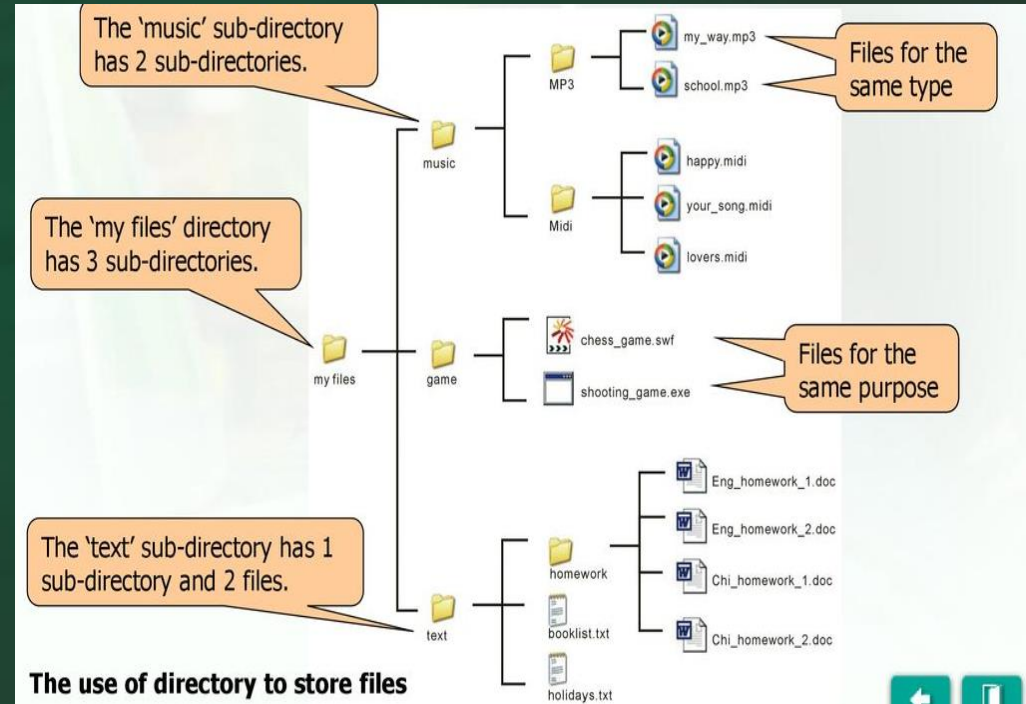 The 'music' sub-directory
has 2 sub-directories.
my_way.mp3
MP3
school.mp3
Files for the
same type
music
happy.midi
Midi
your_song.midi
lovers.midi
The 'my files' directory
has 3 sub-directories.
my files
game
chess_game.swf
shooting_game.exe
Files for the
same purpose
The 'text' sub-directory has 1
sub-directory and 2 files.
text
homework
Eng_homework_1.doc
Eng_homework_2.doc
Chi_homework_1.doc
Chi_homework_2.doc
booklist.txt
holidays.txt
The use of directory to store files